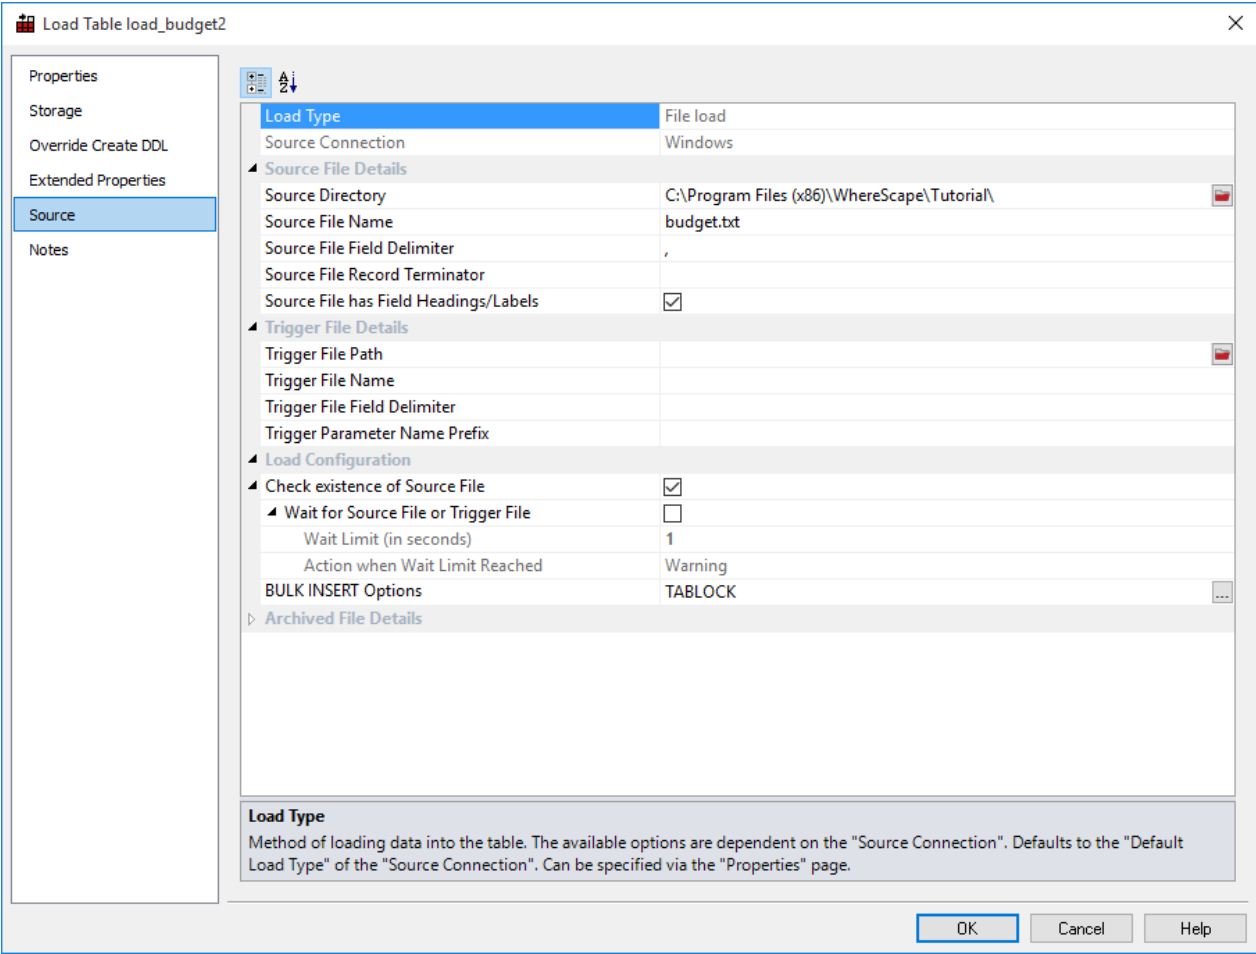 Load Table load_budget2
Properties
Storage
Override Create DDL
Extended Properties
Source
Notes
Load Type File load
Source Connection Windows
Source File Details
Source Directory C:\Program Files (x86)\WhereScape\Tutorial\
Source File Name budget.txt
Source File Field Delimiter ,
Source File Record Terminator
Source File has Field Headings/Labels
Trigger File Details
Trigger File Path
Trigger File Name
Trigger File Field Delimiter
Trigger Parameter Name Prefix
Load Configuration
Check existence of Source File
Wait for Source File or Trigger File
Wait Limit (in seconds) 1
Action when Wait Limit Reached Warning
BULK INSERT Options TABLOCK ...
Archived File Details
Load Type
Method of loading data into the table. The available options are dependent on the "Source Connection". Defaults to the "Default
Load Type" of the "Source Connection". Can be specified via the "Properties" page.
OK Cancel Help